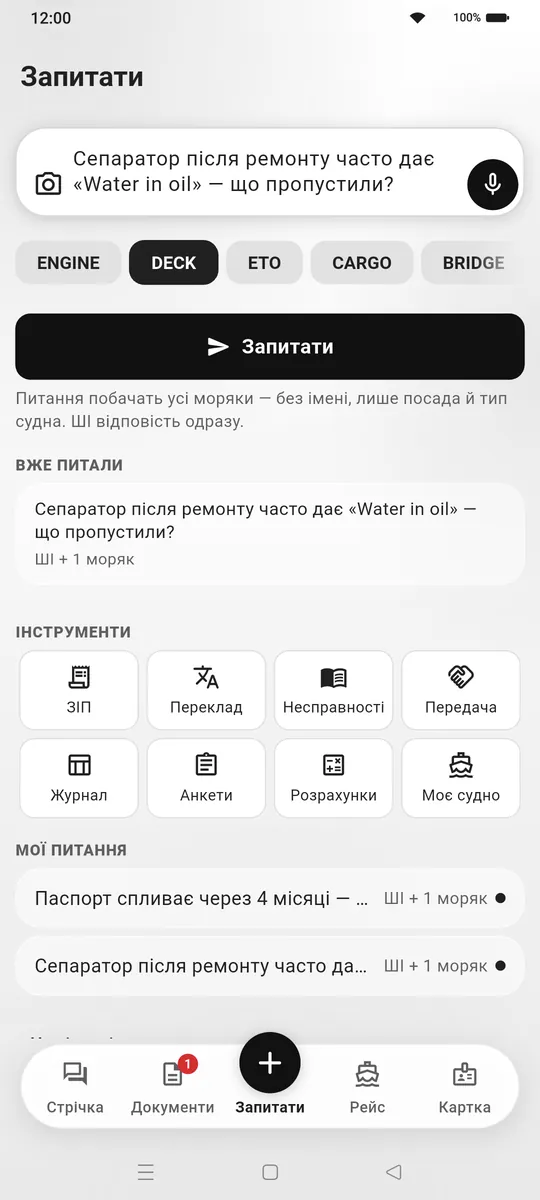 12:00
100%
Запитати
Сепаратор після ремонту часто дає
«Water in oil» — що пропустили?
ENGINE
DECK
ETO
CARGO
BRIDGE
Запитати
Питання побачать усі моряки — без імені, лише посада й тип
судна. ШІ відповість одразу.
ВЖЕ ПИТАЛИ
Сепаратор після ремонту часто дає «Water in oil» —
що пропустили?
ШІ + 1 моряк
ІНСТРУМЕНТИ
ЗІП
Переклад
Несправності
Передача
Журнал
Анкети
Розрахунки
Моє судно
МОЇ ПИТАННЯ
Паспорт спливає через 4 місяці — ...
ШІ + 1 моряк
Сепаратор після ремонту часто да...
ШІ + 1 моряк
1
Стрічка
Документи
Запитати
Рейс
Картка